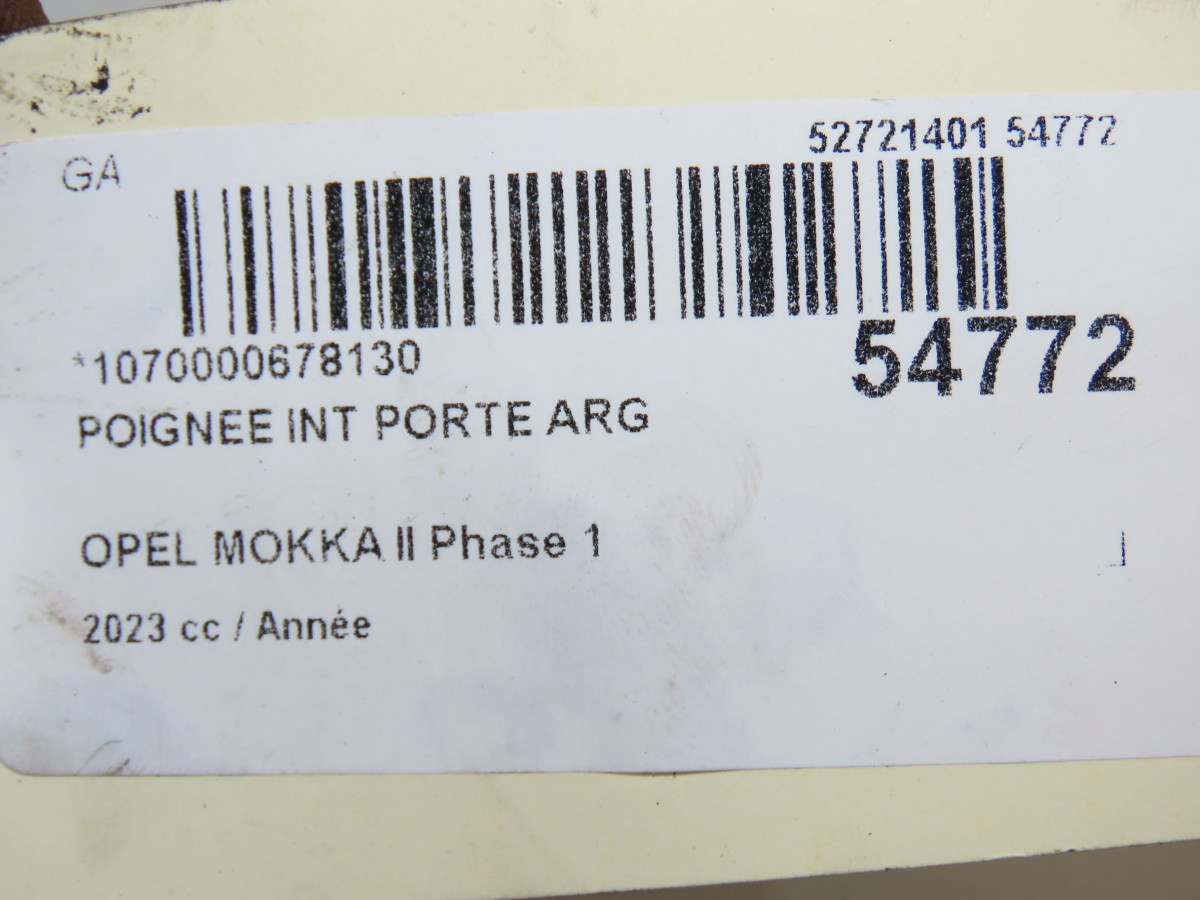 GA
52721401 54772
*1070000678130
54772
POIGNEE INT PORTE ARG
OPEL MOKKA II Phase 1
2023 cc / Année